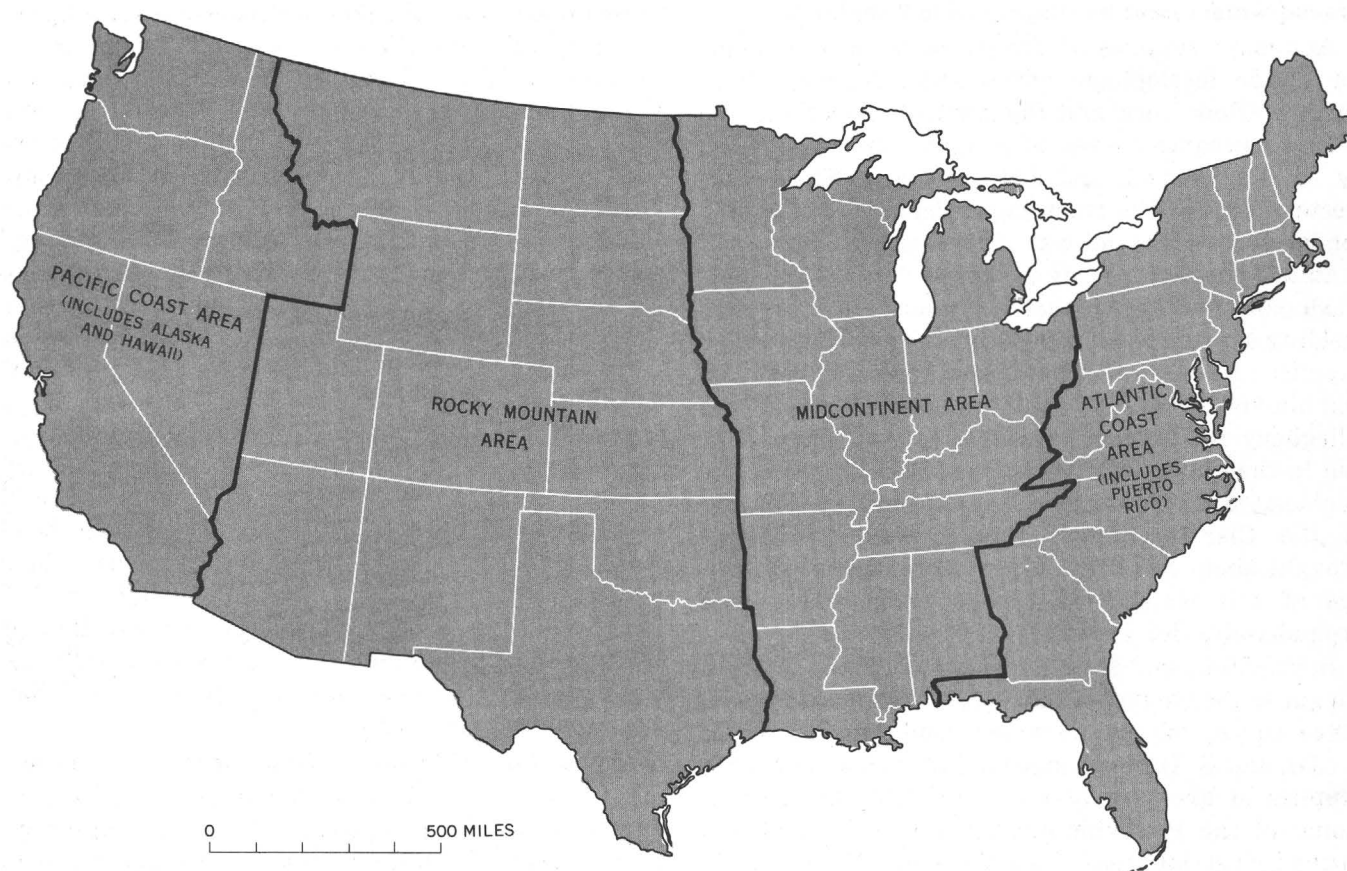 PACIFIC COAST AREA
(INCLUDES ALASKA
AND HAWAII)
ROCKY MOUNTAIN
AREA
MIDCONTINENT AREA
ATLANTIC
COAST
AREA
(INCLUDES
PUERTO
RICO)
0 500 MILES